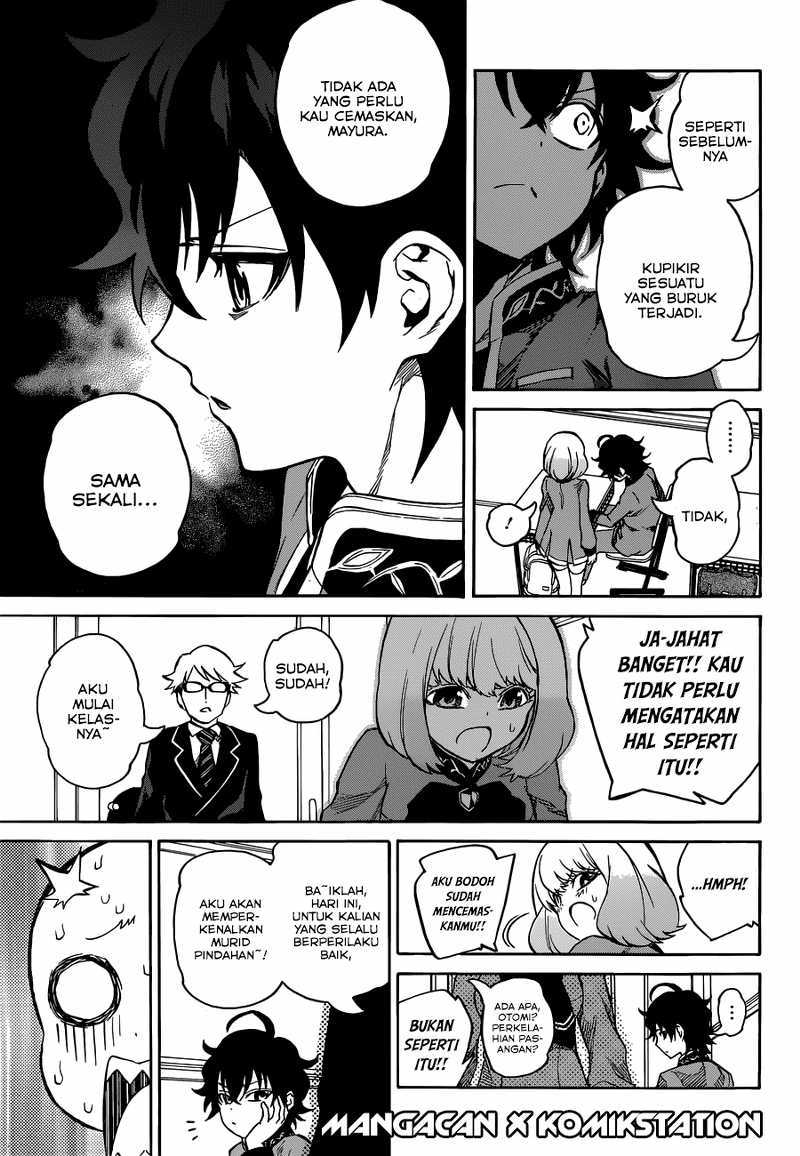 SEPERTI
SEBELUM-
NYA
KUPIKIR
SESUATU
YANG BURUK
TERJADI.
TIDAK ADA
YANG PERLU
KAU CEMASKAN,
MAYURA.
SAMA
SEKALI...
......
TIDAK,
!
JA-JAHAT
BANGET!! KAU
TIDAK PERLU
MENGATAKAN
HAL SEPERTI
ITU!!
SUDAH,
SUDAH!
AKU
MULAI
KELAS-
NYA~
...HMPH!
AKU BODOH
SUDAH
MENCEMAS-
KANMU!!
...
ADA APA,
OTOMI?
PERKELA-
HIAN PAS-
ANGAN?
BUKAN
SEPERTI
ITU!!
BA~IKLAH,
HARI INI,
UNTUK KALIAN
YANG SELALU
BERPERILAKU
BAIK,
AKU AKAN
MEMPER-
KENALKAN
MURID
PINDAHAN~!
MANGACAN X KOMIKSTATION